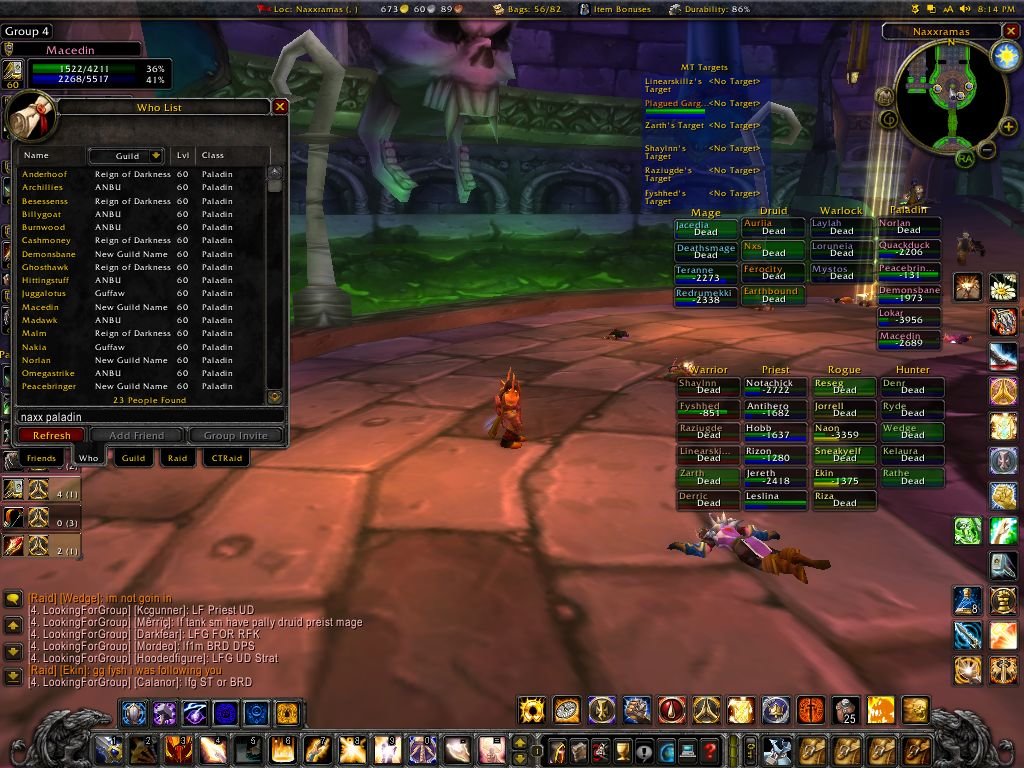 Loc: Naxxramas (, ) 673 60 89 Bags: 56/82 Item Bonuses Durability: 86% AA 8:14 PM
Group 4
Macedin
60
1522/4211 36%
2268/5517 41%
Naxxramas
N
RA
MT Targets
Linearskillz's Target <No Target>
Plagued Garg... <No Target>
Zarth's Target <No Target>
Shaylnn's Target <No Target>
Raziugde's Target <No Target>
Fyshhed's Target <No Target>
Who List
Name Guild Lvl Class
Anderhoof Reign of Darkness 60 Paladin
Archillies ANBU 60 Paladin
Besessenss Reign of Darkness 60 Paladin
Billygoat ANBU 60 Paladin
Burnwood ANBU 60 Paladin
Cashmoney Reign of Darkness 60 Paladin
Demonsbane New Guild Name 60 Paladin
Ghosthawk Reign of Darkness 60 Paladin
Hittingstuff ANBU 60 Paladin
Juggalotus Guffaw 60 Paladin
Macedin New Guild Name 60 Paladin
Madawk ANBU 60 Paladin
Malm Reign of Darkness 60 Paladin
Nakia Guffaw 60 Paladin
Norlan New Guild Name 60 Paladin
Omegastrike ANBU 60 Paladin
Peacebringer New Guild Name 60 Paladin
23 People Found
naxx paladin
Refresh Add Friend Group Invite
Friends Who Guild Raid CTRaid
Mage
Jacedia
Dead
Deathsmage
Dead
Teranne
-2273
Redrumekki
-2338
Druid
Aurlia
Dead
Nxs
Dead
Ferocity
Dead
Earthbound
Dead
Warlock
Laylah
Dead
Loruneia
Dead
Mystos
Dead
Paladin
Norlan
Dead
Quackduck
-2206
Peacebrin...
-131
Demonsbane
-1973
Lokar
-3956
Macedin
-2689
Warrior
Shaylnn
Dead
Fyshhed
-851
Raziugde
Dead
Linearski...
Dead
Zarth
Dead
Derric
Dead
Priest
Notachick
-2722
Antihero
-1682
Hobb
-1637
Rizon
-1280
Jereth
-2418
Leslina
Rogue
Reseg
Dead
Jorrell
Dead
Naon
-3359
Sneakyelf
Dead
Ekin
-1375
Riza
Dead
Hunter
Denr
Dead
Ryde
Dead
Wedge
Dead
Kelaura
Dead
Rathe
Dead
4 (1)
0 (3)
2 (1)
[Raid] [Wedge]: im not goin in
[4. LookingForGroup] [Kcgunner]: LF Priest UD
[4. LookingForGroup] [Merric]: lf tank sm have pally druid preist mage
[4. LookingForGroup] [Darkfear]: LFG FOR RFK
[4. LookingForGroup] [Mordeo]: lf1m BRD DPS
[4. LookingForGroup] [Hoodedfigure]: LFG UD Strat
[Raid] [Ekin]: gg fysh i was following you
[4. LookingForGroup] [Calanor]: lfg ST or BRD
8
25